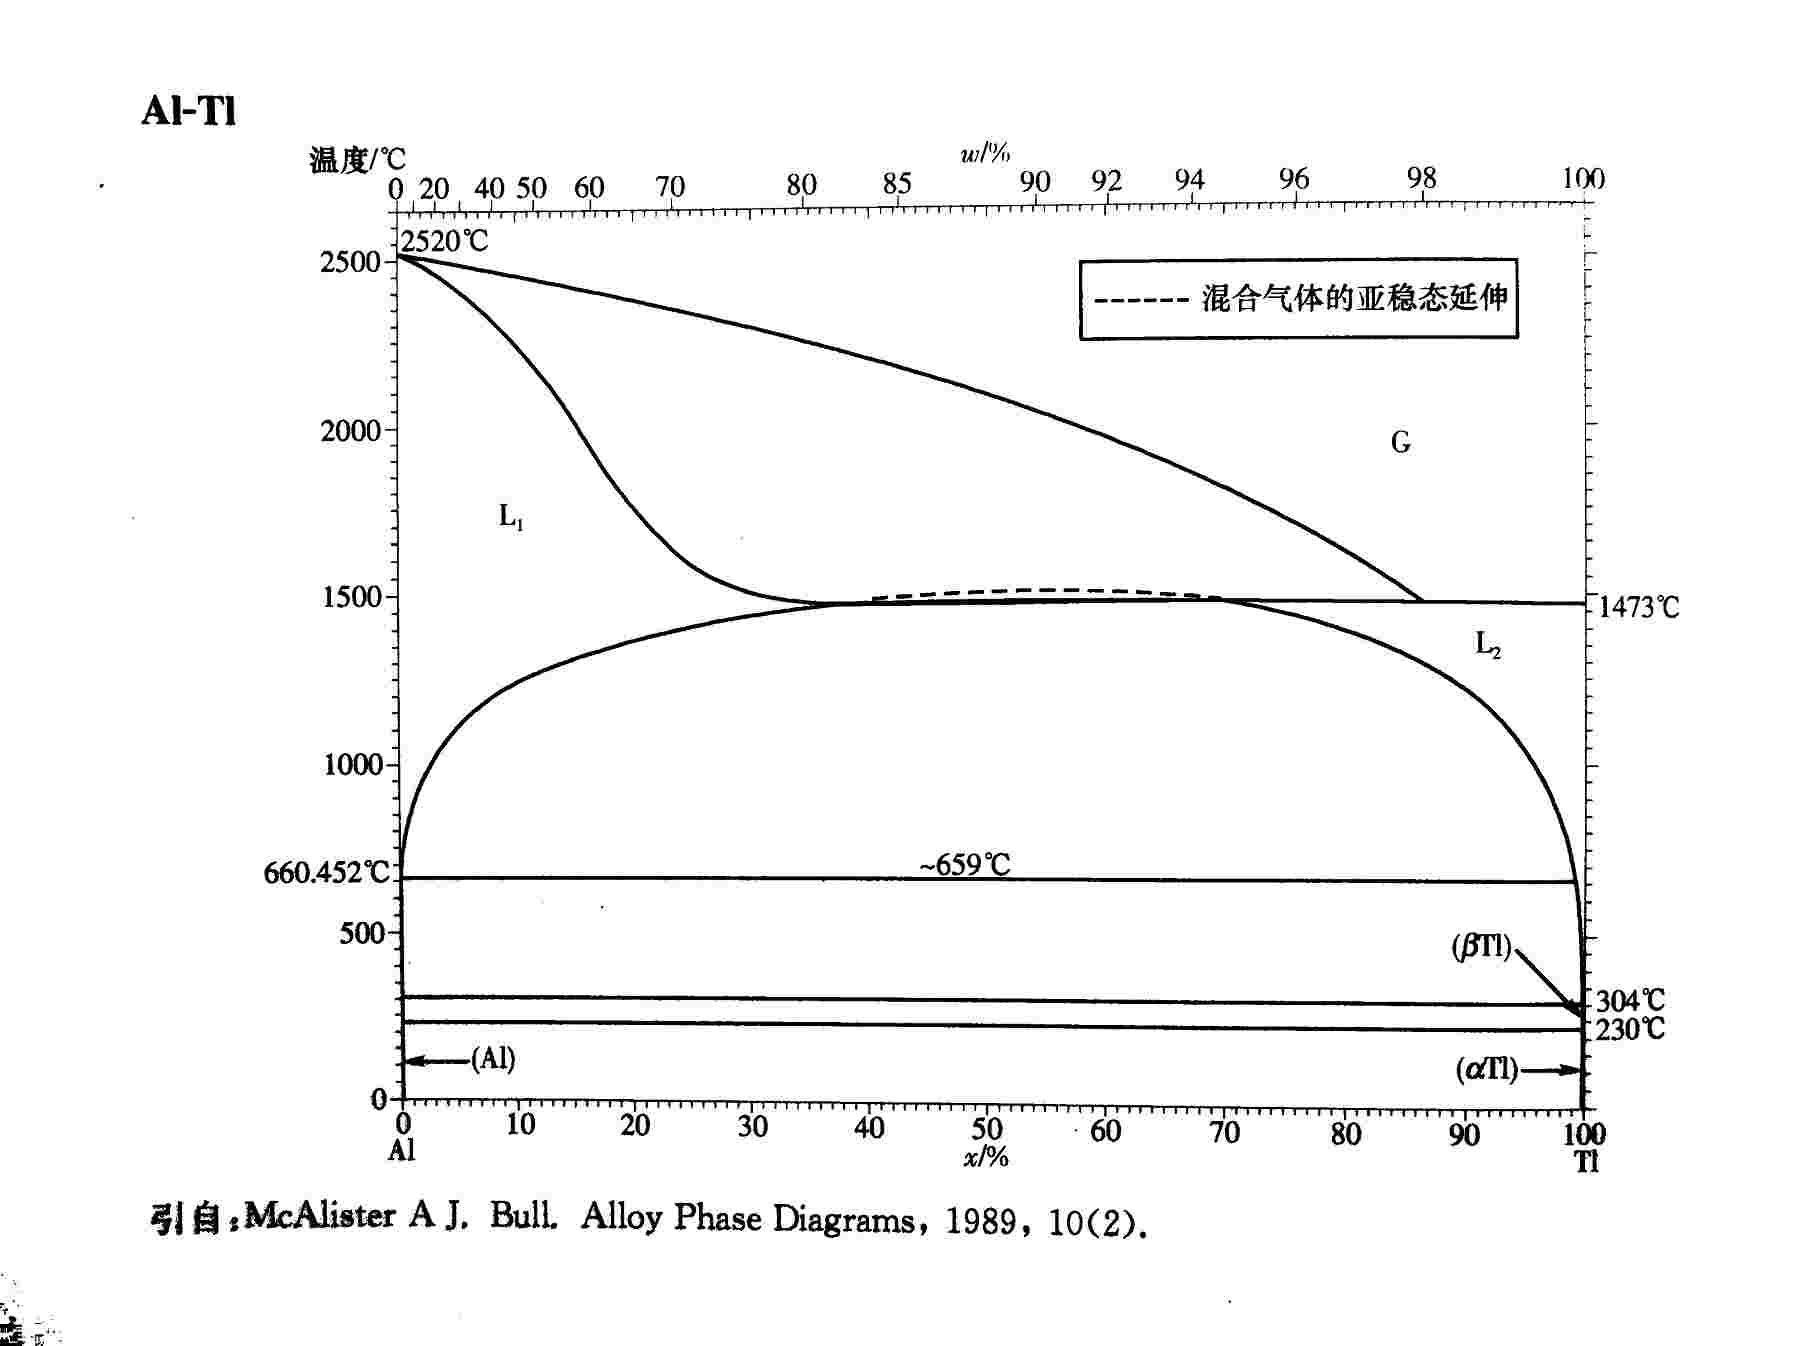 Al-Tl
温度/℃
w/%
0 20 40 50 60 70 80 85 90 92 94 96 98 100
2520℃
2500
混合气体的亚稳态延伸
2000
G
L₁
1500
1473℃
L₂
1000
660.452℃
~659℃
500
(βTl)
304℃
230℃
(Al)
(αTl)
0
0 10 20 30 40 50 60 70 80 90 100
Al x/% Tl
引自:McAlister A J. Bull. Alloy Phase Diagrams, 1989, 10(2).